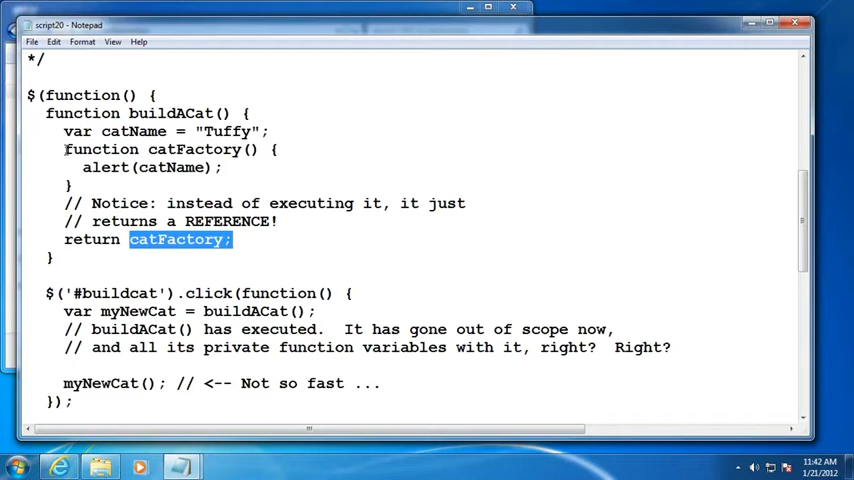 script20 - Notepad
File Edit Format View Help
*/
$(function() {
function buildACat() {
var catName = "Tuffy";
function catFactory() {
alert(catName);
}
// Notice: instead of executing it, it just
// returns a REFERENCE!
return catFactory;
}
$('#buildcat').click(function() {
var myNewCat = buildACat();
// buildACat() has executed.  It has gone out of scope now,
// and all its private function variables with it, right?  Right?
myNewCat(); // <-- Not so fast ...
});
11:42 AM
1/21/2012